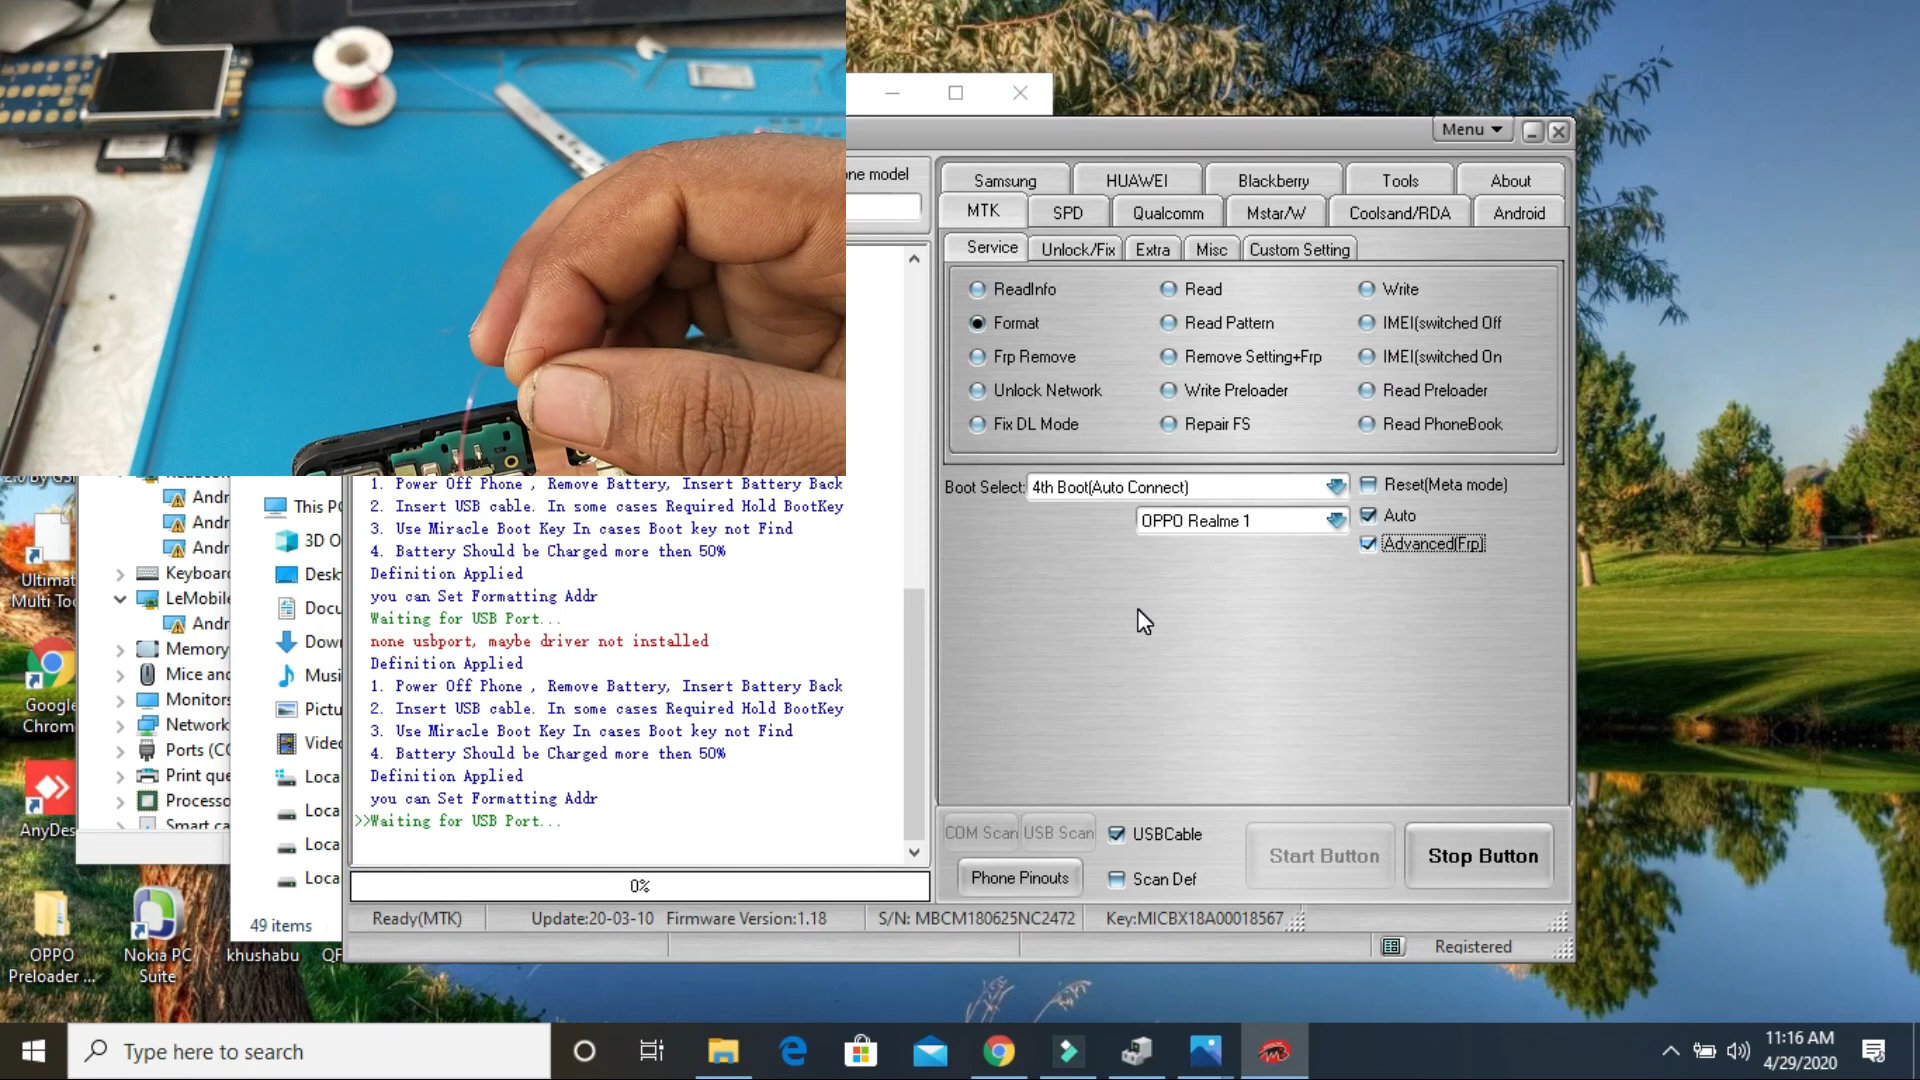 Menu
one model
Samsung
HUAWEI
Blackberry
Tools
About
MTK
SPD
Qualcomm
Mstar/W
Coolsand/RDA
Android
Service
Unlock/Fix
Extra
Misc
Custom Setting
ReadInfo
Read
Write
Format
Read Pattern
IMEI(switched Off
Frp Remove
Remove Setting+Frp
IMEI(switched On
Unlock Network
Write Preloader
Read Preloader
Fix DL Mode
Repair FS
Read PhoneBook
Boot Select:
4th Boot(Auto Connect)
Reset(Meta mode)
OPPO Realme 1
Auto
Advanced(Frp)
1. Power Off Phone , Remove Battery, Insert Battery Back
2. Insert USB cable. In some cases Required Hold BootKey
3. Use Miracle Boot Key In cases Boot key not Find
4. Battery Should be Charged more then 50%
Definition Applied
you can Set Formatting Addr
Waiting for USB Port...
none usbport, maybe driver not installed
Definition Applied
1. Power Off Phone , Remove Battery, Insert Battery Back
2. Insert USB cable. In some cases Required Hold BootKey
3. Use Miracle Boot Key In cases Boot key not Find
4. Battery Should be Charged more then 50%
Definition Applied
you can Set Formatting Addr
>>Waiting for USB Port...
0%
COM Scan
USB Scan
USBCable
Start Button
Stop Button
Phone Pinouts
Scan Def
Ready(MTK)
Update:20-03-10
Firmware Version:1.18
S/N: MBCM180625NC2472
Key:MICBX18A00018567
Registered
Andr
Andr
Andr
Keyboar
LeMobile
Andr
Memory
Mice and
Monitors
Network
Ports (CO
Print que
Processo
Smart ca
This PC
3D O
Desk
Docu
Down
Musi
Pictu
Video
Loca
Loca
Loca
Loca
49 items
Ultimat
Multi Too
Google
Chrom
AnyDes
OPPO
Preloader ...
Nokia PC
Suite
khushabu
QF
Type here to search
11:16 AM
4/29/2020